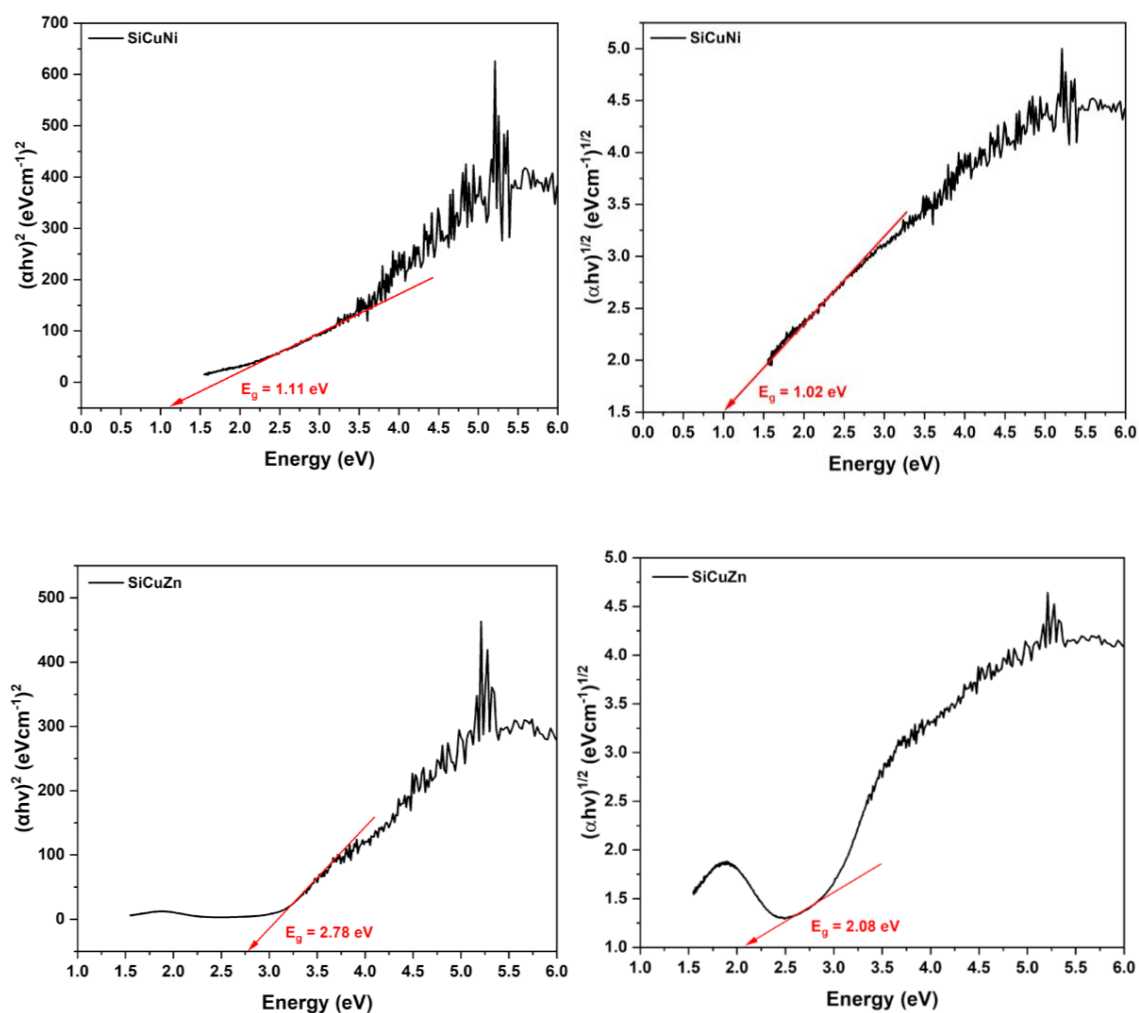 SiCuNi
700
600
500
400
300
200
100
0
(αhv)² (eVcm⁻¹)²
E_g = 1.11 eV
0.0 0.5 1.0 1.5 2.0 2.5 3.0 3.5 4.0 4.5 5.0 5.5 6.0
Energy (eV)
SiCuNi
5.0
4.5
4.0
3.5
3.0
2.5
2.0
1.5
(αhv)^1/2 (eVcm⁻¹)^1/2
E_g = 1.02 eV
0.0 0.5 1.0 1.5 2.0 2.5 3.0 3.5 4.0 4.5 5.0 5.5 6.0
Energy (eV)
SiCuZn
500
400
300
200
100
0
(αhv)² (eVcm⁻¹)²
E_g = 2.78 eV
1.0 1.5 2.0 2.5 3.0 3.5 4.0 4.5 5.0 5.5 6.0
Energy (eV)
SiCuZn
5.0
4.5
4.0
3.5
3.0
2.5
2.0
1.5
1.0
(αhv)^1/2 (eVcm⁻¹)^1/2
E_g = 2.08 eV
1.0 1.5 2.0 2.5 3.0 3.5 4.0 4.5 5.0 5.5 6.0
Energy (eV)